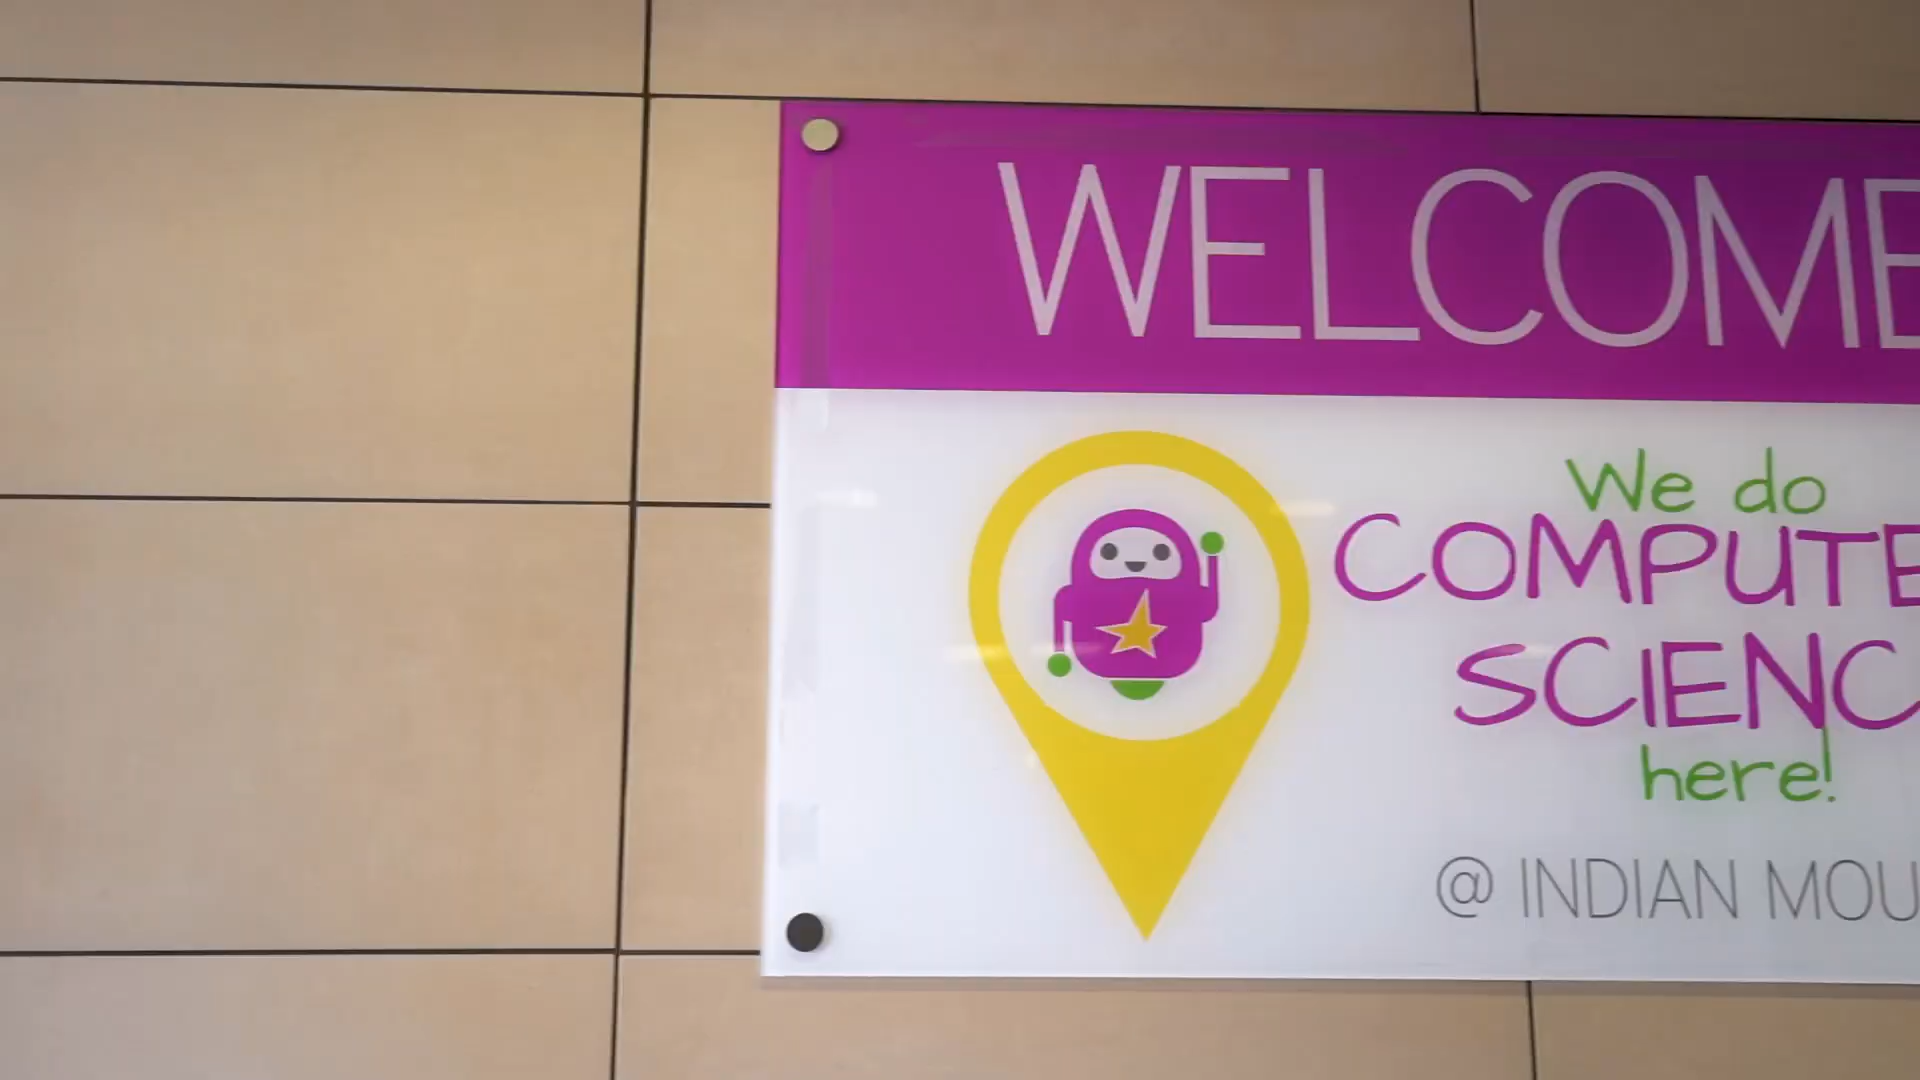 WELCOME
We do
COMPUTE
SCIENC
here!
@ INDIAN MOU